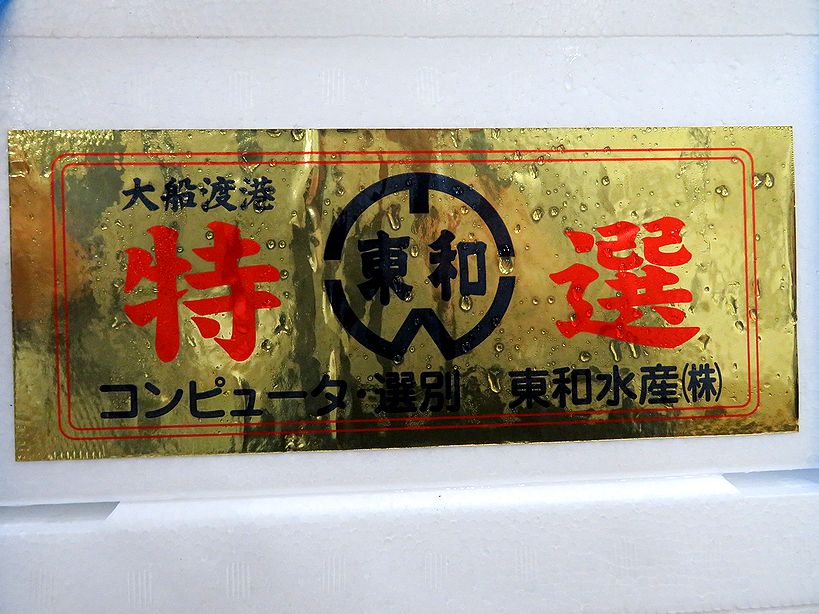 大船渡港
特 東和 選
コンピュータ・選別 東和水産(株)